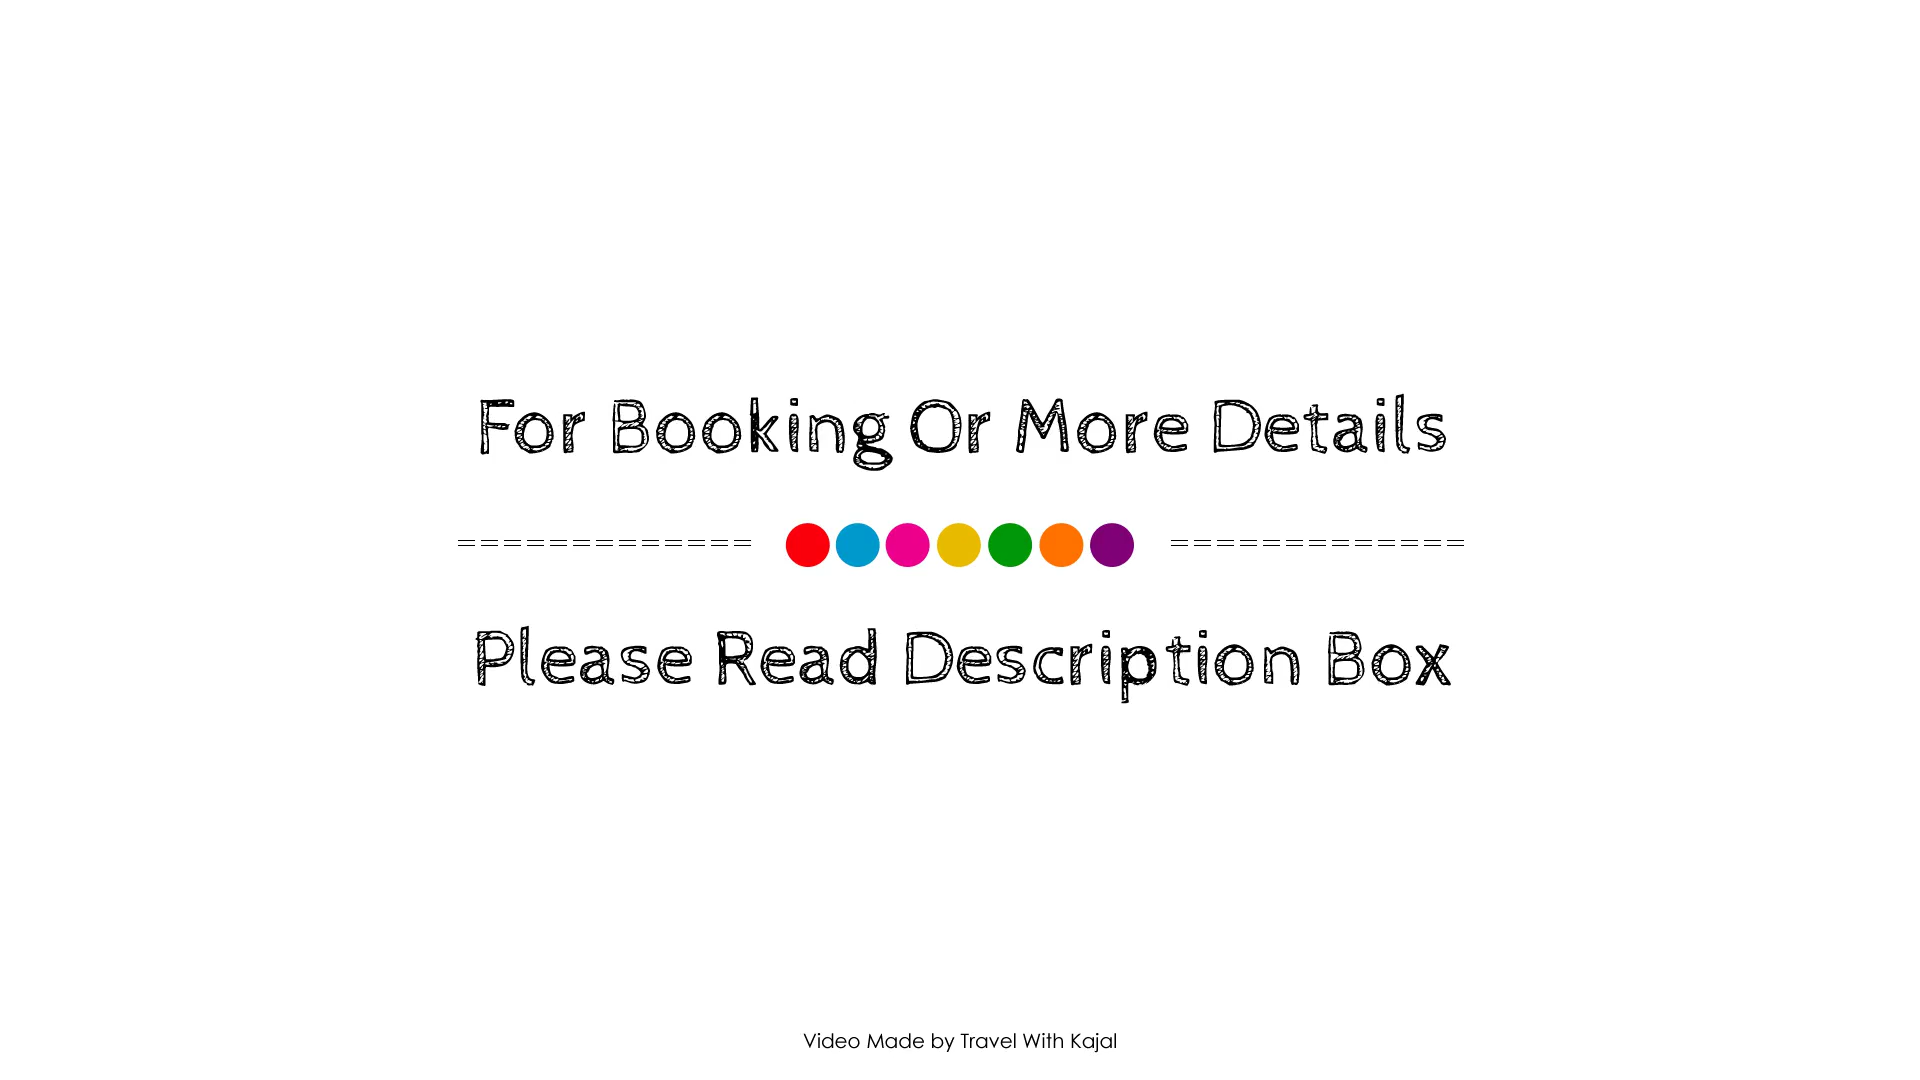 For Booking Or More Details
============= =============
Please Read Description Box
Video Made by Travel With Kajal